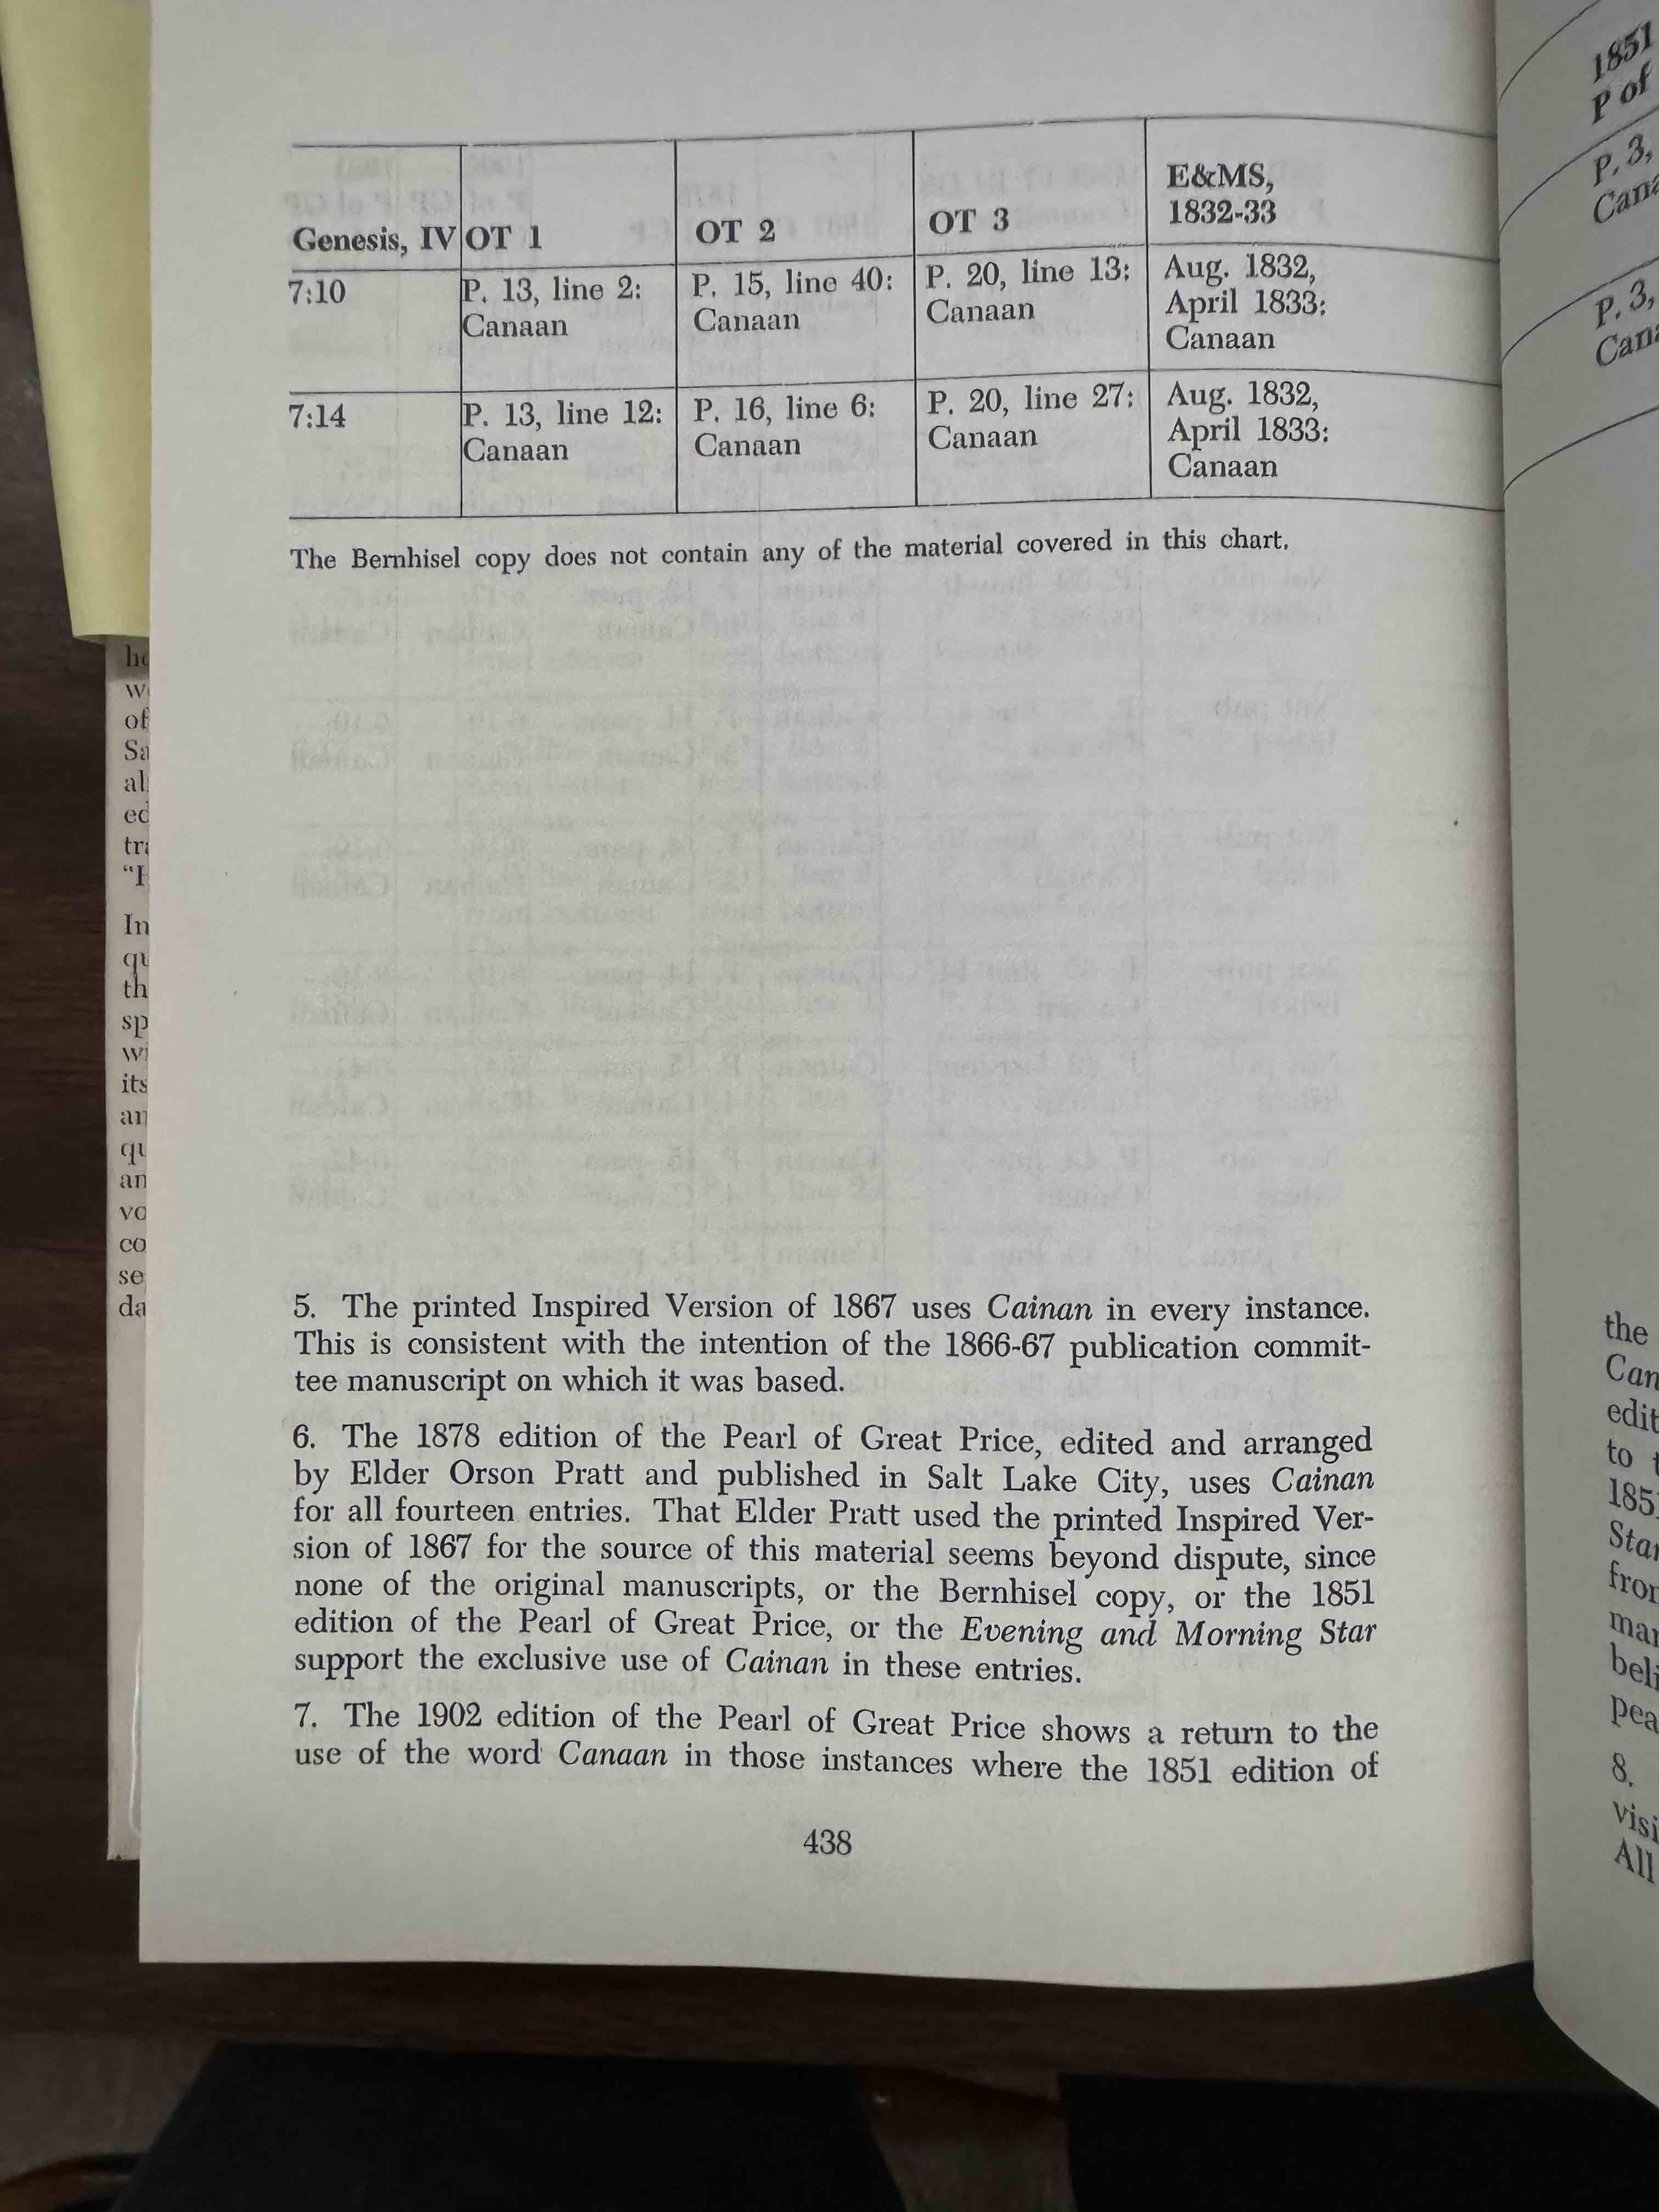 E&MS,
Genesis, IV OT 1 OT 2 OT 3 1832-33
7:10 P. 13, line 2: P. 15, line 40: P. 20, line 13: Aug. 1832,
Canaan Canaan Canaan April 1833:
Canaan
7:14 P. 13, line 12: P. 16, line 6: P. 20, line 27: Aug. 1832,
Canaan Canaan Canaan April 1833:
Canaan
The Bernhisel copy does not contain any of the material covered in this chart.
5. The printed Inspired Version of 1867 uses Cainan in every instance.
This is consistent with the intention of the 1866-67 publication commit-
tee manuscript on which it was based.
6. The 1878 edition of the Pearl of Great Price, edited and arranged
by Elder Orson Pratt and published in Salt Lake City, uses Cainan
for all fourteen entries. That Elder Pratt used the printed Inspired Ver-
sion of 1867 for the source of this material seems beyond dispute, since
none of the original manuscripts, or the Bernhisel copy, or the 1851
edition of the Pearl of Great Price, or the Evening and Morning Star
support the exclusive use of Cainan in these entries.
7. The 1902 edition of the Pearl of Great Price shows a return to the
use of the word Canaan in those instances where the 1851 edition of
438
1851
P of
P. 3,
P. 3,
the
edit
to
8.
All